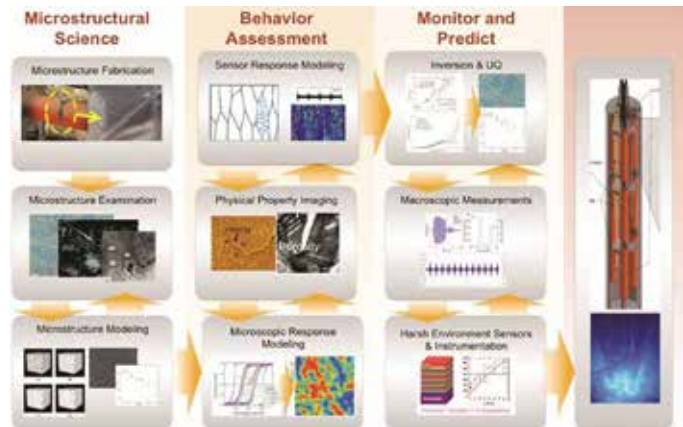 Microstructural
Science
Behavior
Assessment
Monitor and
Predict
Microstructure Fabrication
Sensor Response Modeling
Inversion & UQ
Microstructure Examination
Physical Property Imaging
Macroscopic Measurements
Microstructure Modeling
Microscopic Response
Modeling
Harsh Environment Sensors
& Instrumentation